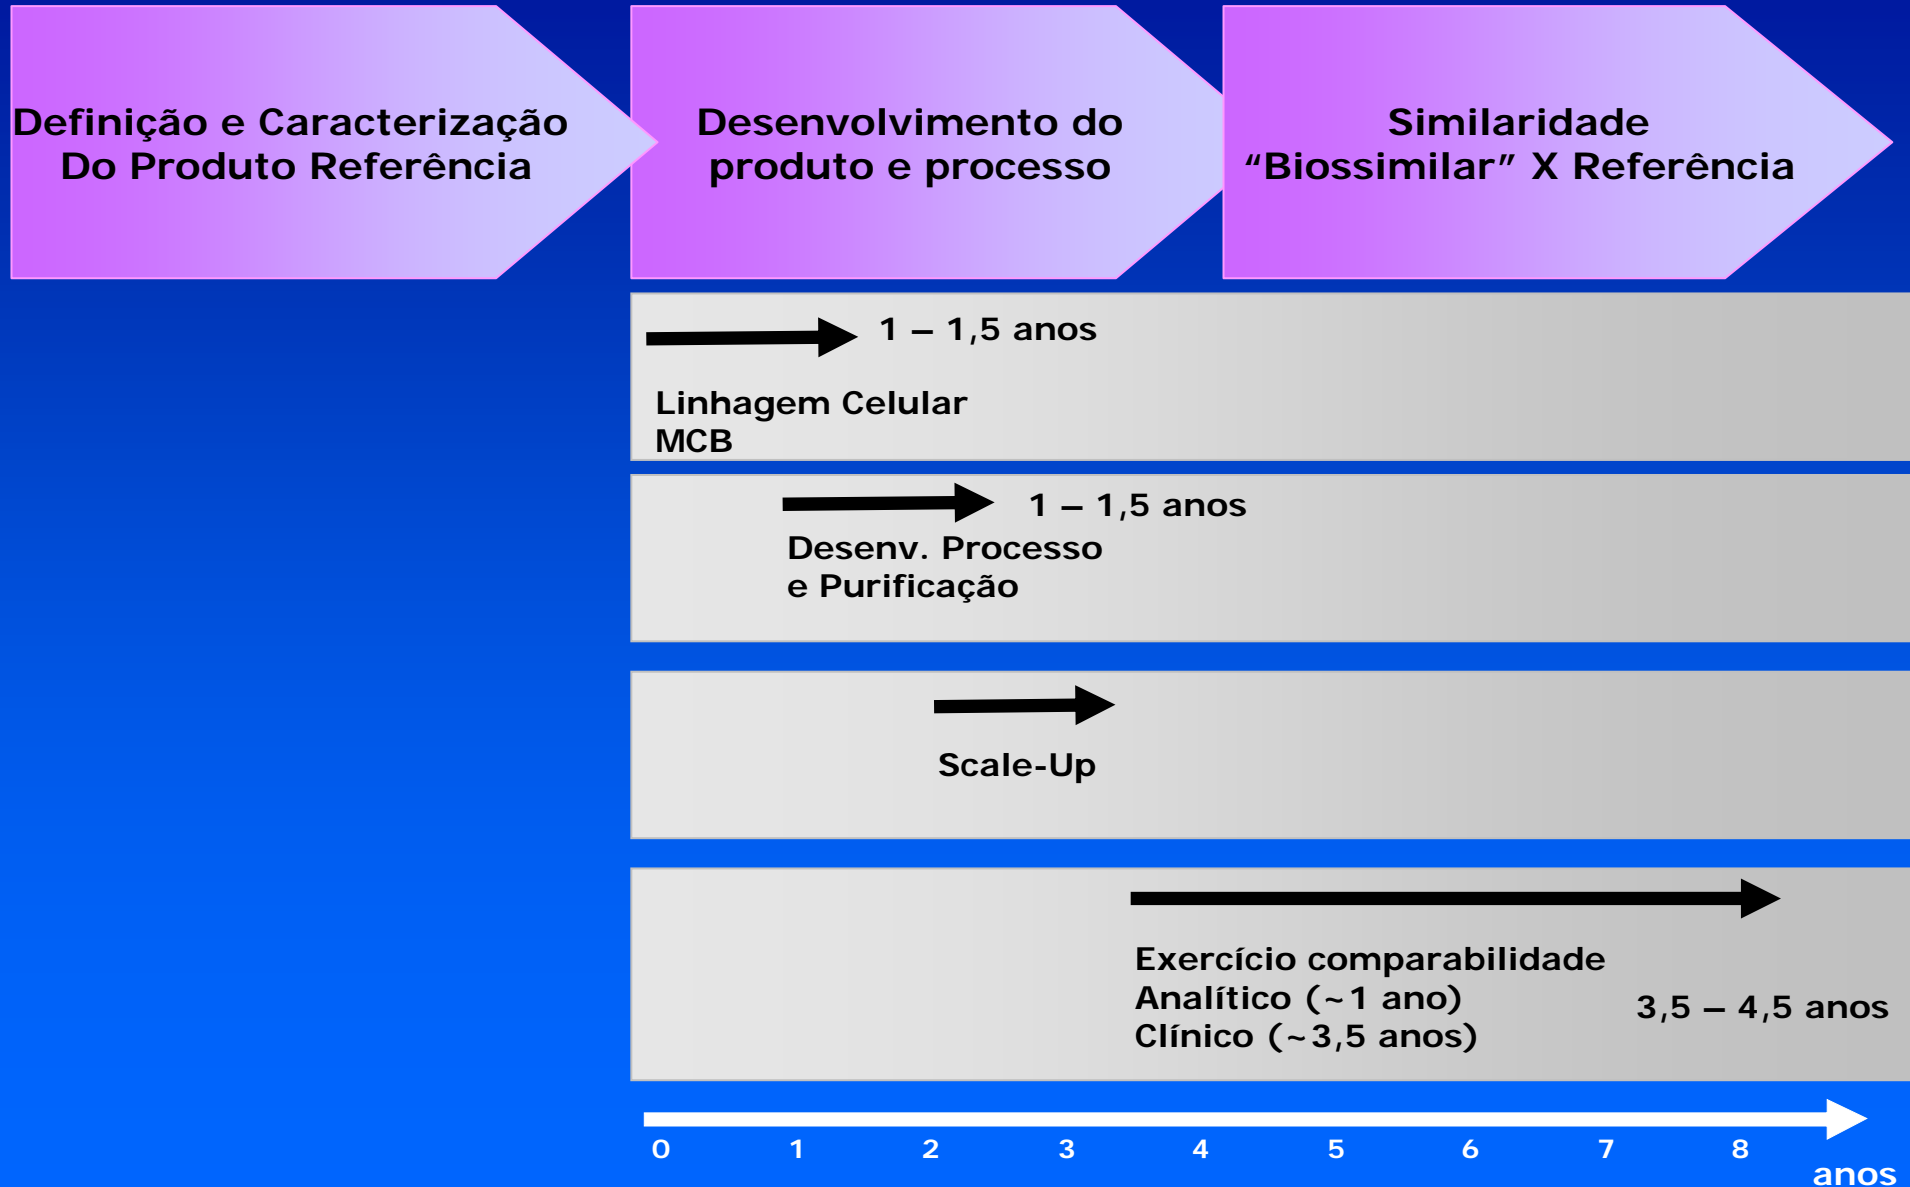 Definição e Caracterização
Do Produto Referência
Desenvolvimento do
produto e processo
Similaridade
“Biossimilar” X Referência
1 – 1,5 anos
Linhagem Celular
MCB
1 – 1,5 anos
Desenv. Processo
e Purificação
Scale-Up
Exercício comparabilidade
Analítico (~1 ano)
Clínico (~3,5 anos)
3,5 – 4,5 anos
0 1 2 3 4 5 6 7 8
anos